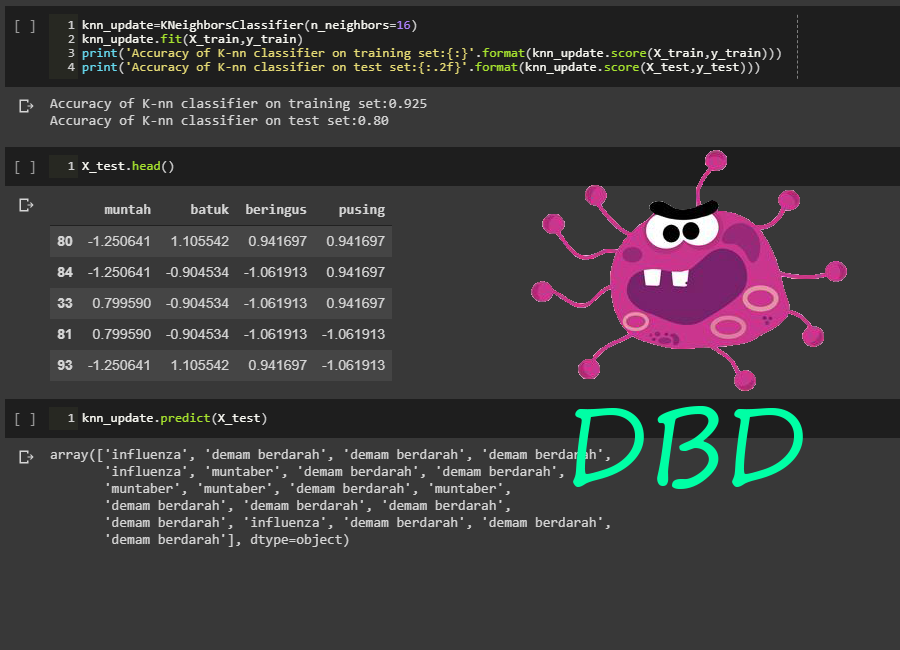 [ ] 1 knn_update=KNeighborsClassifier(n_neighbors=16)
2 knn_update.fit(X_train,y_train)
3 print('Accuracy of K-nn classifier on training set:{:}'.format(knn_update.score(X_train,y_train)))
4 print('Accuracy of K-nn classifier on test set:{:.2f}'.format(knn_update.score(X_test,y_test)))
Accuracy of K-nn classifier on training set:0.925
Accuracy of K-nn classifier on test set:0.80
[ ] 1 X_test.head()
muntah batuk beringus pusing
80 -1.250641 1.105542 0.941697 0.941697
84 -1.250641 -0.904534 -1.061913 0.941697
33 0.799590 -0.904534 -1.061913 0.941697
81 0.799590 -0.904534 -1.061913 -1.061913
93 -1.250641 1.105542 0.941697 -1.061913
[ ] 1 knn_update.predict(X_test)
DBD
array(['influenza', 'demam berdarah', 'demam berdarah', 'demam berdarah',
'influenza', 'muntaber', 'demam berdarah', 'demam berdarah',
'muntaber', 'muntaber', 'demam berdarah', 'muntaber',
'demam berdarah', 'demam berdarah', 'demam berdarah',
'demam berdarah', 'influenza', 'demam berdarah', 'demam berdarah',
'demam berdarah'], dtype=object)